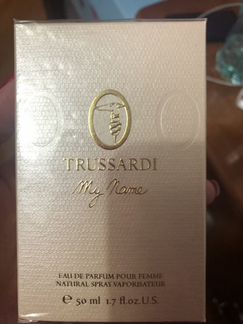 TRUSSARDI
My Name
EAU DE PARFUM POUR FEMME
NATURAL SPRAY VAPORISATEUR
e 50 ml 1.7 fl.oz.U.S.